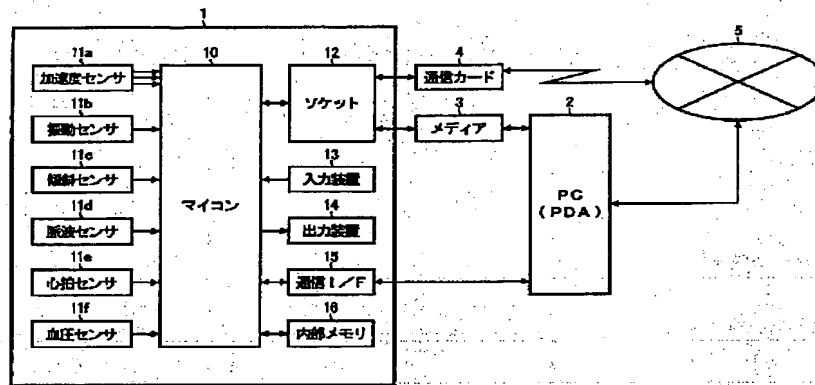 1
11a
加速度センサ
11b
振動センサ
11c
傾斜センサ
11d
脈波センサ
11e
心拍センサ
11f
血圧センサ
10
マイコン
12
ソケット
13
入力装置
14
出力装置
15
通信I/F
16
内部メモリ
4
通信カード
3
メディア
2
PC
(PDA)
5